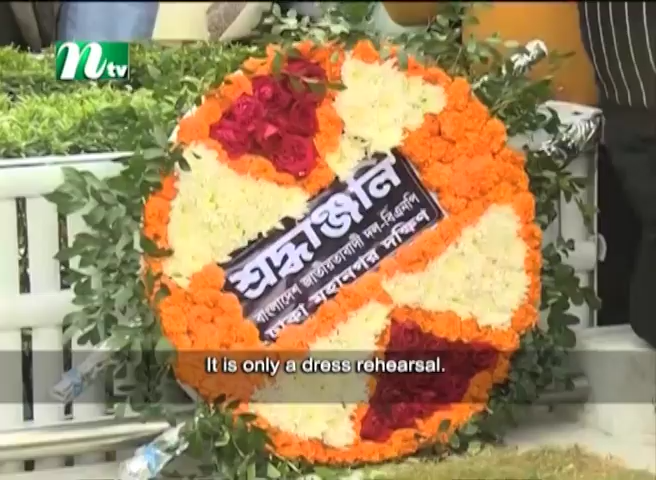 Ntv
শ্রদ্ধাঞ্জলি
বাংলাদেশ জাতীয়তাবাদী দল-বিএনপি
ঢাকা মহানগর দক্ষিণ
It is only a dress rehearsal.